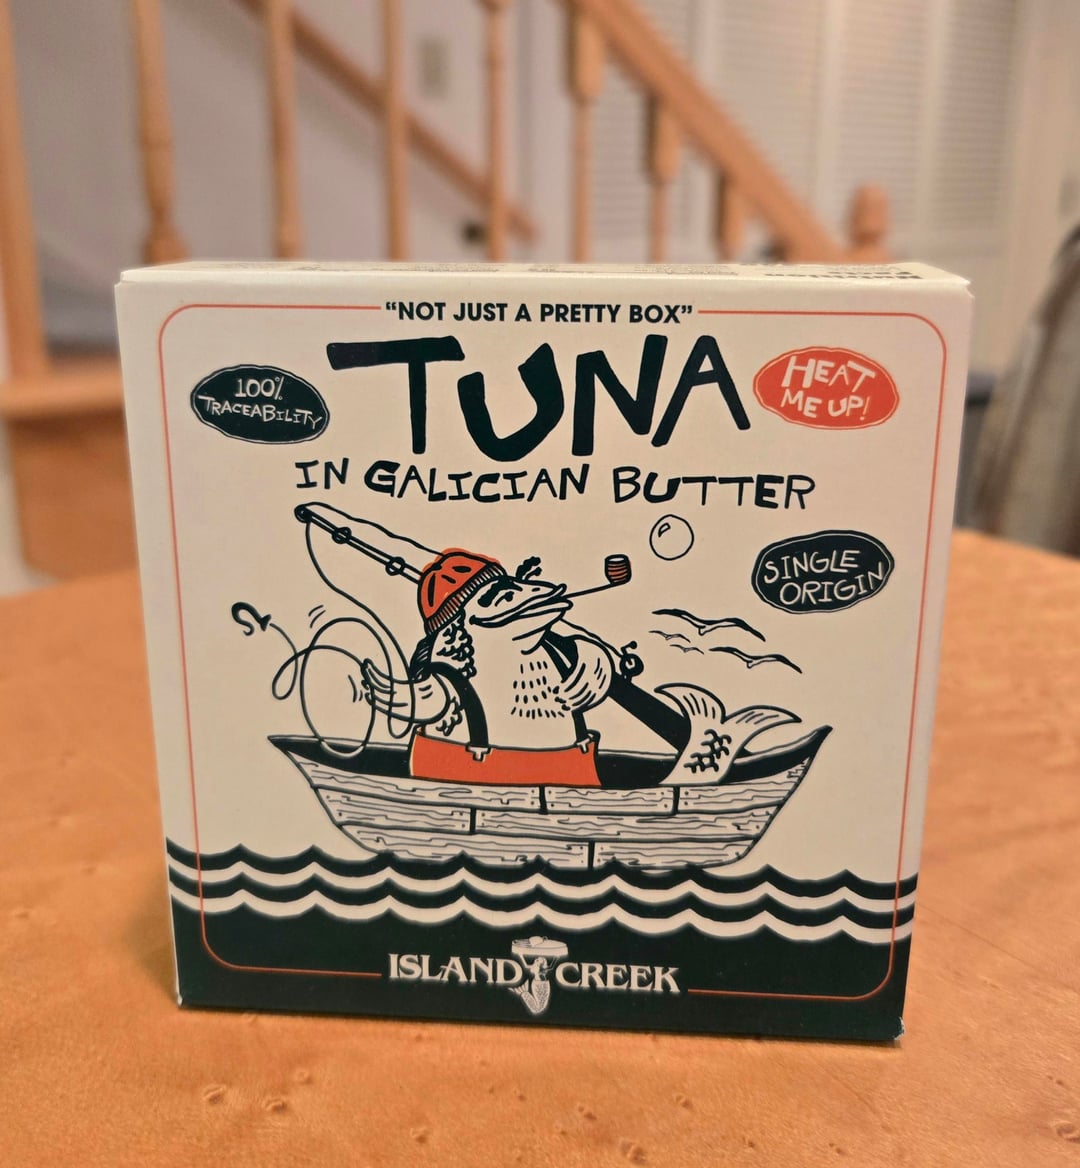 "NOT JUST A PRETTY BOX"
TUNA
100%
TRACEABILITY
HEAT
ME UP!
IN GALICIAN BUTTER
SINGLE
ORIGIN
ISLAND CREEK